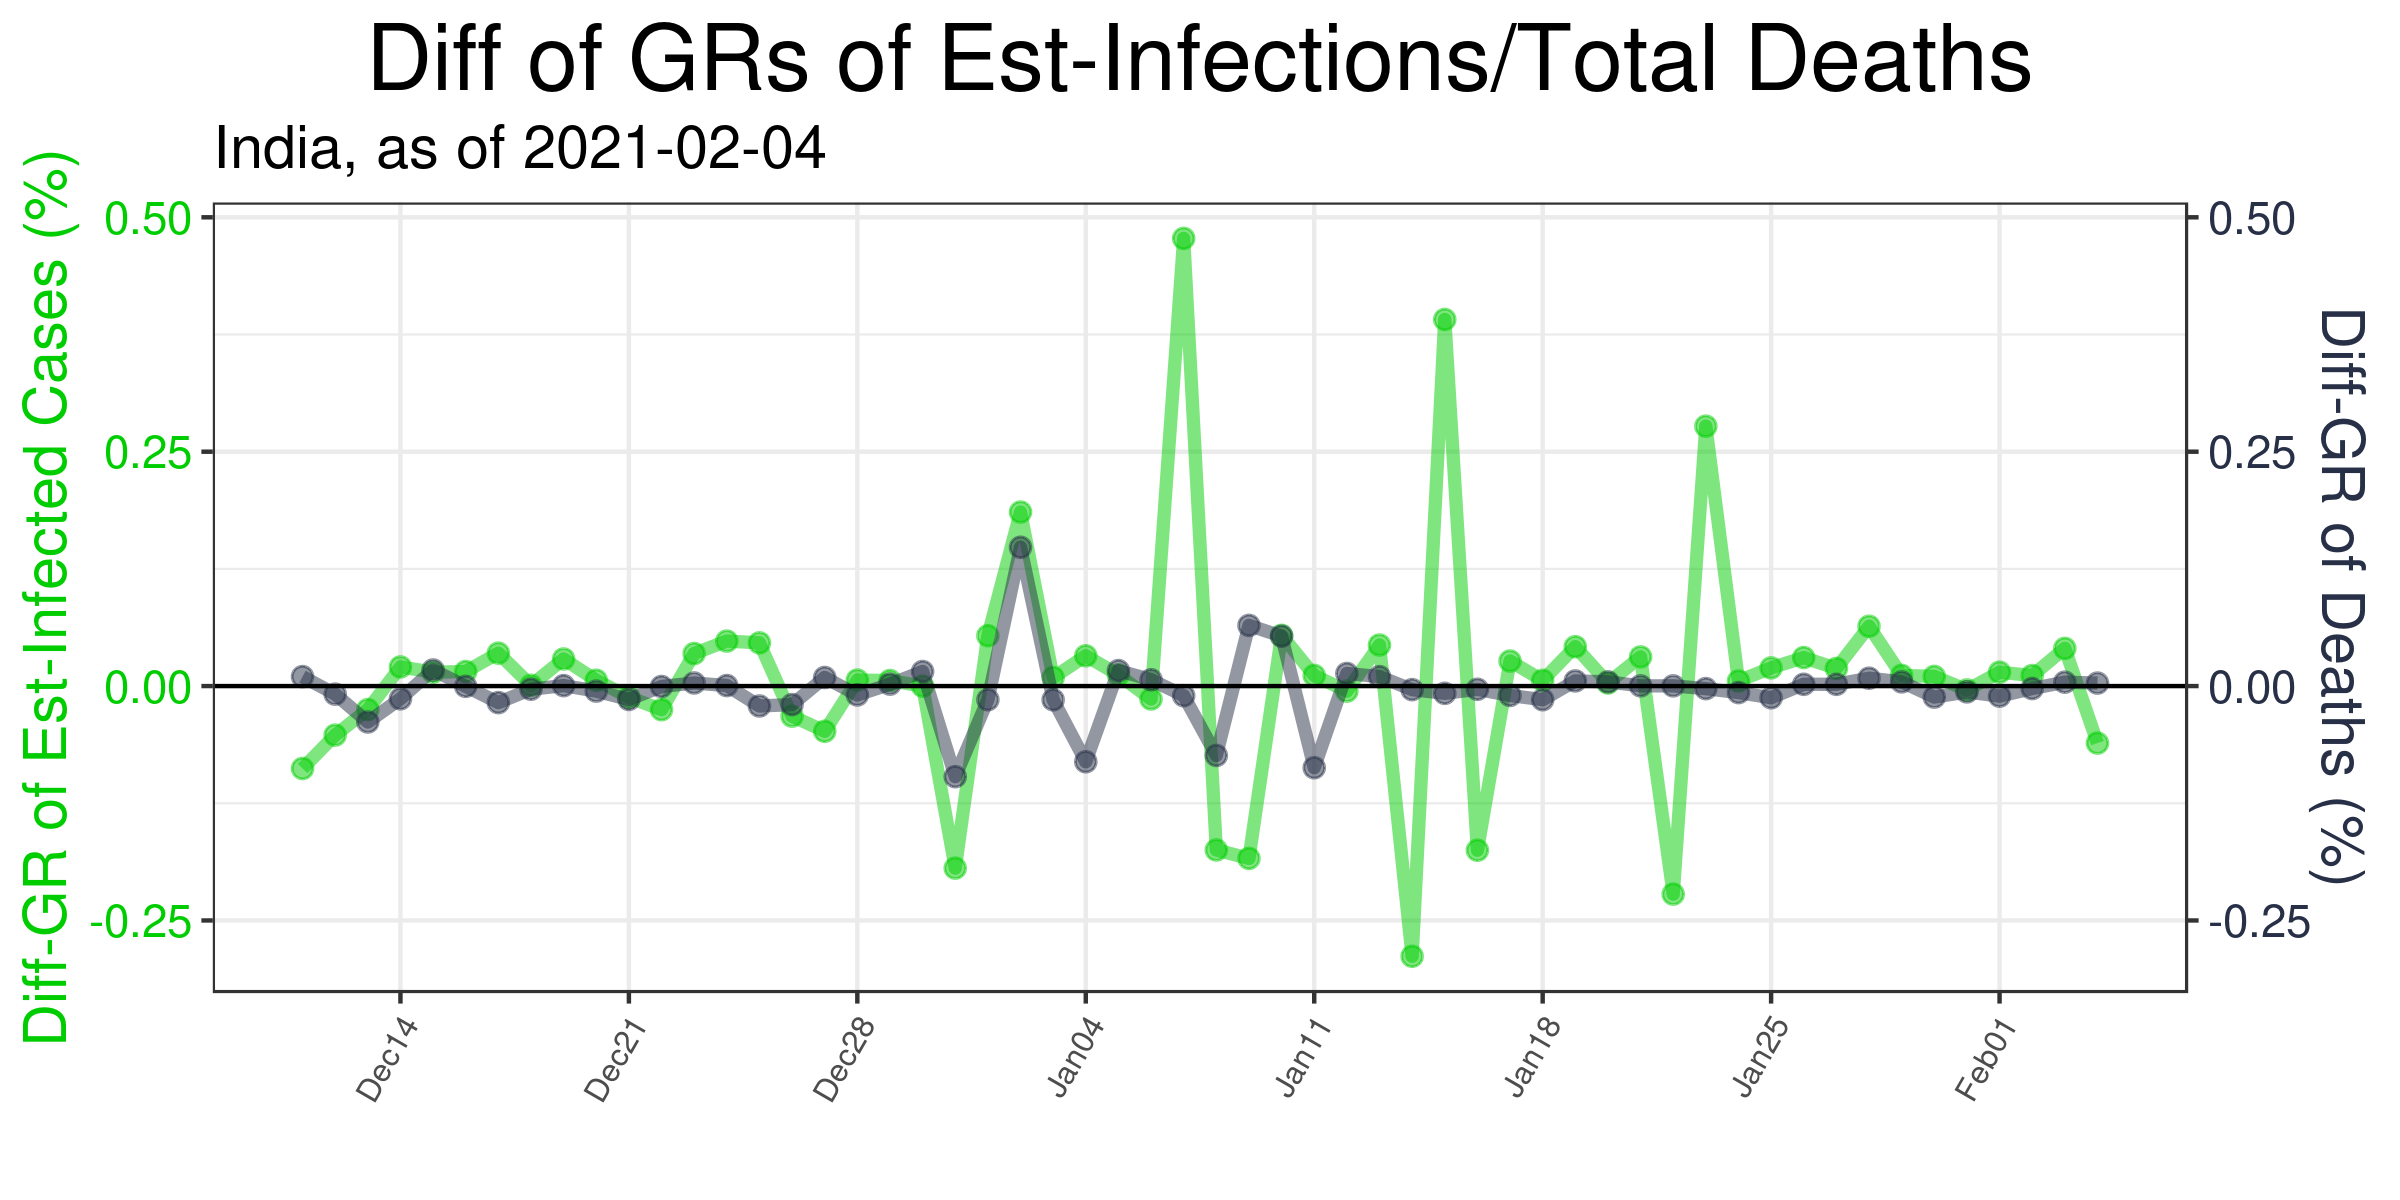 Diff of GRs of Est-Infections/Total Deaths
India, as of 2021-02-04
Diff-GR of Est-Infected Cases (%)
0.50
0.25
0.00
-0.25
0.50
0.25
0.00
-0.25
Diff-GR of Deaths (%)
Dec14
Dec21
Dec28
Jan04
Jan11
Jan18
Jan25
Feb01